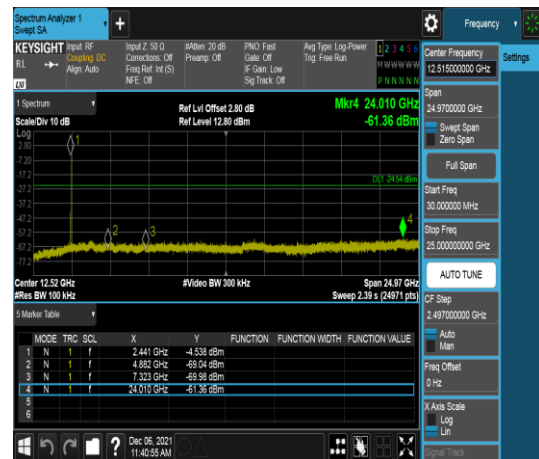 Spectrum Analyzer 1
Swept SA
+
Frequency
KEYSIGHT
RL
LXI
Input: RF
Coupling: DC
Align: Auto
Input Z: 50 Ω
Corrections: Off
Freq Ref: Int (S)
NFE: Off
#Atten: 20 dB
Preamp: Off
PNO: Fast
Gate: Off
IF Gain: Low
Sig Track: Off
Avg Type: Log-Power
Trig: Free Run
1 2 3 4 5 6
M W W W W W
P N N N N N
Center Frequency
12.515000000 GHz
Settings
Span
24.9700000 GHz
Swept Span
Zero Span
Full Span
Start Freq
30.000000 MHz
Stop Freq
25.000000000 GHz
AUTO TUNE
CF Step
2.497000000 GHz
Auto
Man
Freq Offset
0 Hz
X Axis Scale
Log
Lin
Signal Track
1 Spectrum
Scale/Div 10 dB
Ref Lvl Offset 2.80 dB
Ref Level 12.80 dBm
Mkr4 24.010 GHz
-61.36 dBm
Log
2.80
-7.20
-17.2
-27.2
-37.2
-47.2
-57.2
-67.2
-77.2
1
2
3
4
DL1 -24.54 dBm
Center 12.52 GHz
#Res BW 100 kHz
#Video BW 300 kHz
Span 24.97 GHz
Sweep 2.39 s (24971 pts)
5 Marker Table
MODE TRC SCL X Y FUNCTION FUNCTION WIDTH FUNCTION VALUE
1 N 1 f 2.441 GHz -4.538 dBm
2 N 1 f 4.882 GHz -69.04 dBm
3 N 1 f 7.323 GHz -69.98 dBm
4 N 1 f 24.010 GHz -61.36 dBm
5
6
?
Dec 06, 2021
11:40:55 AM